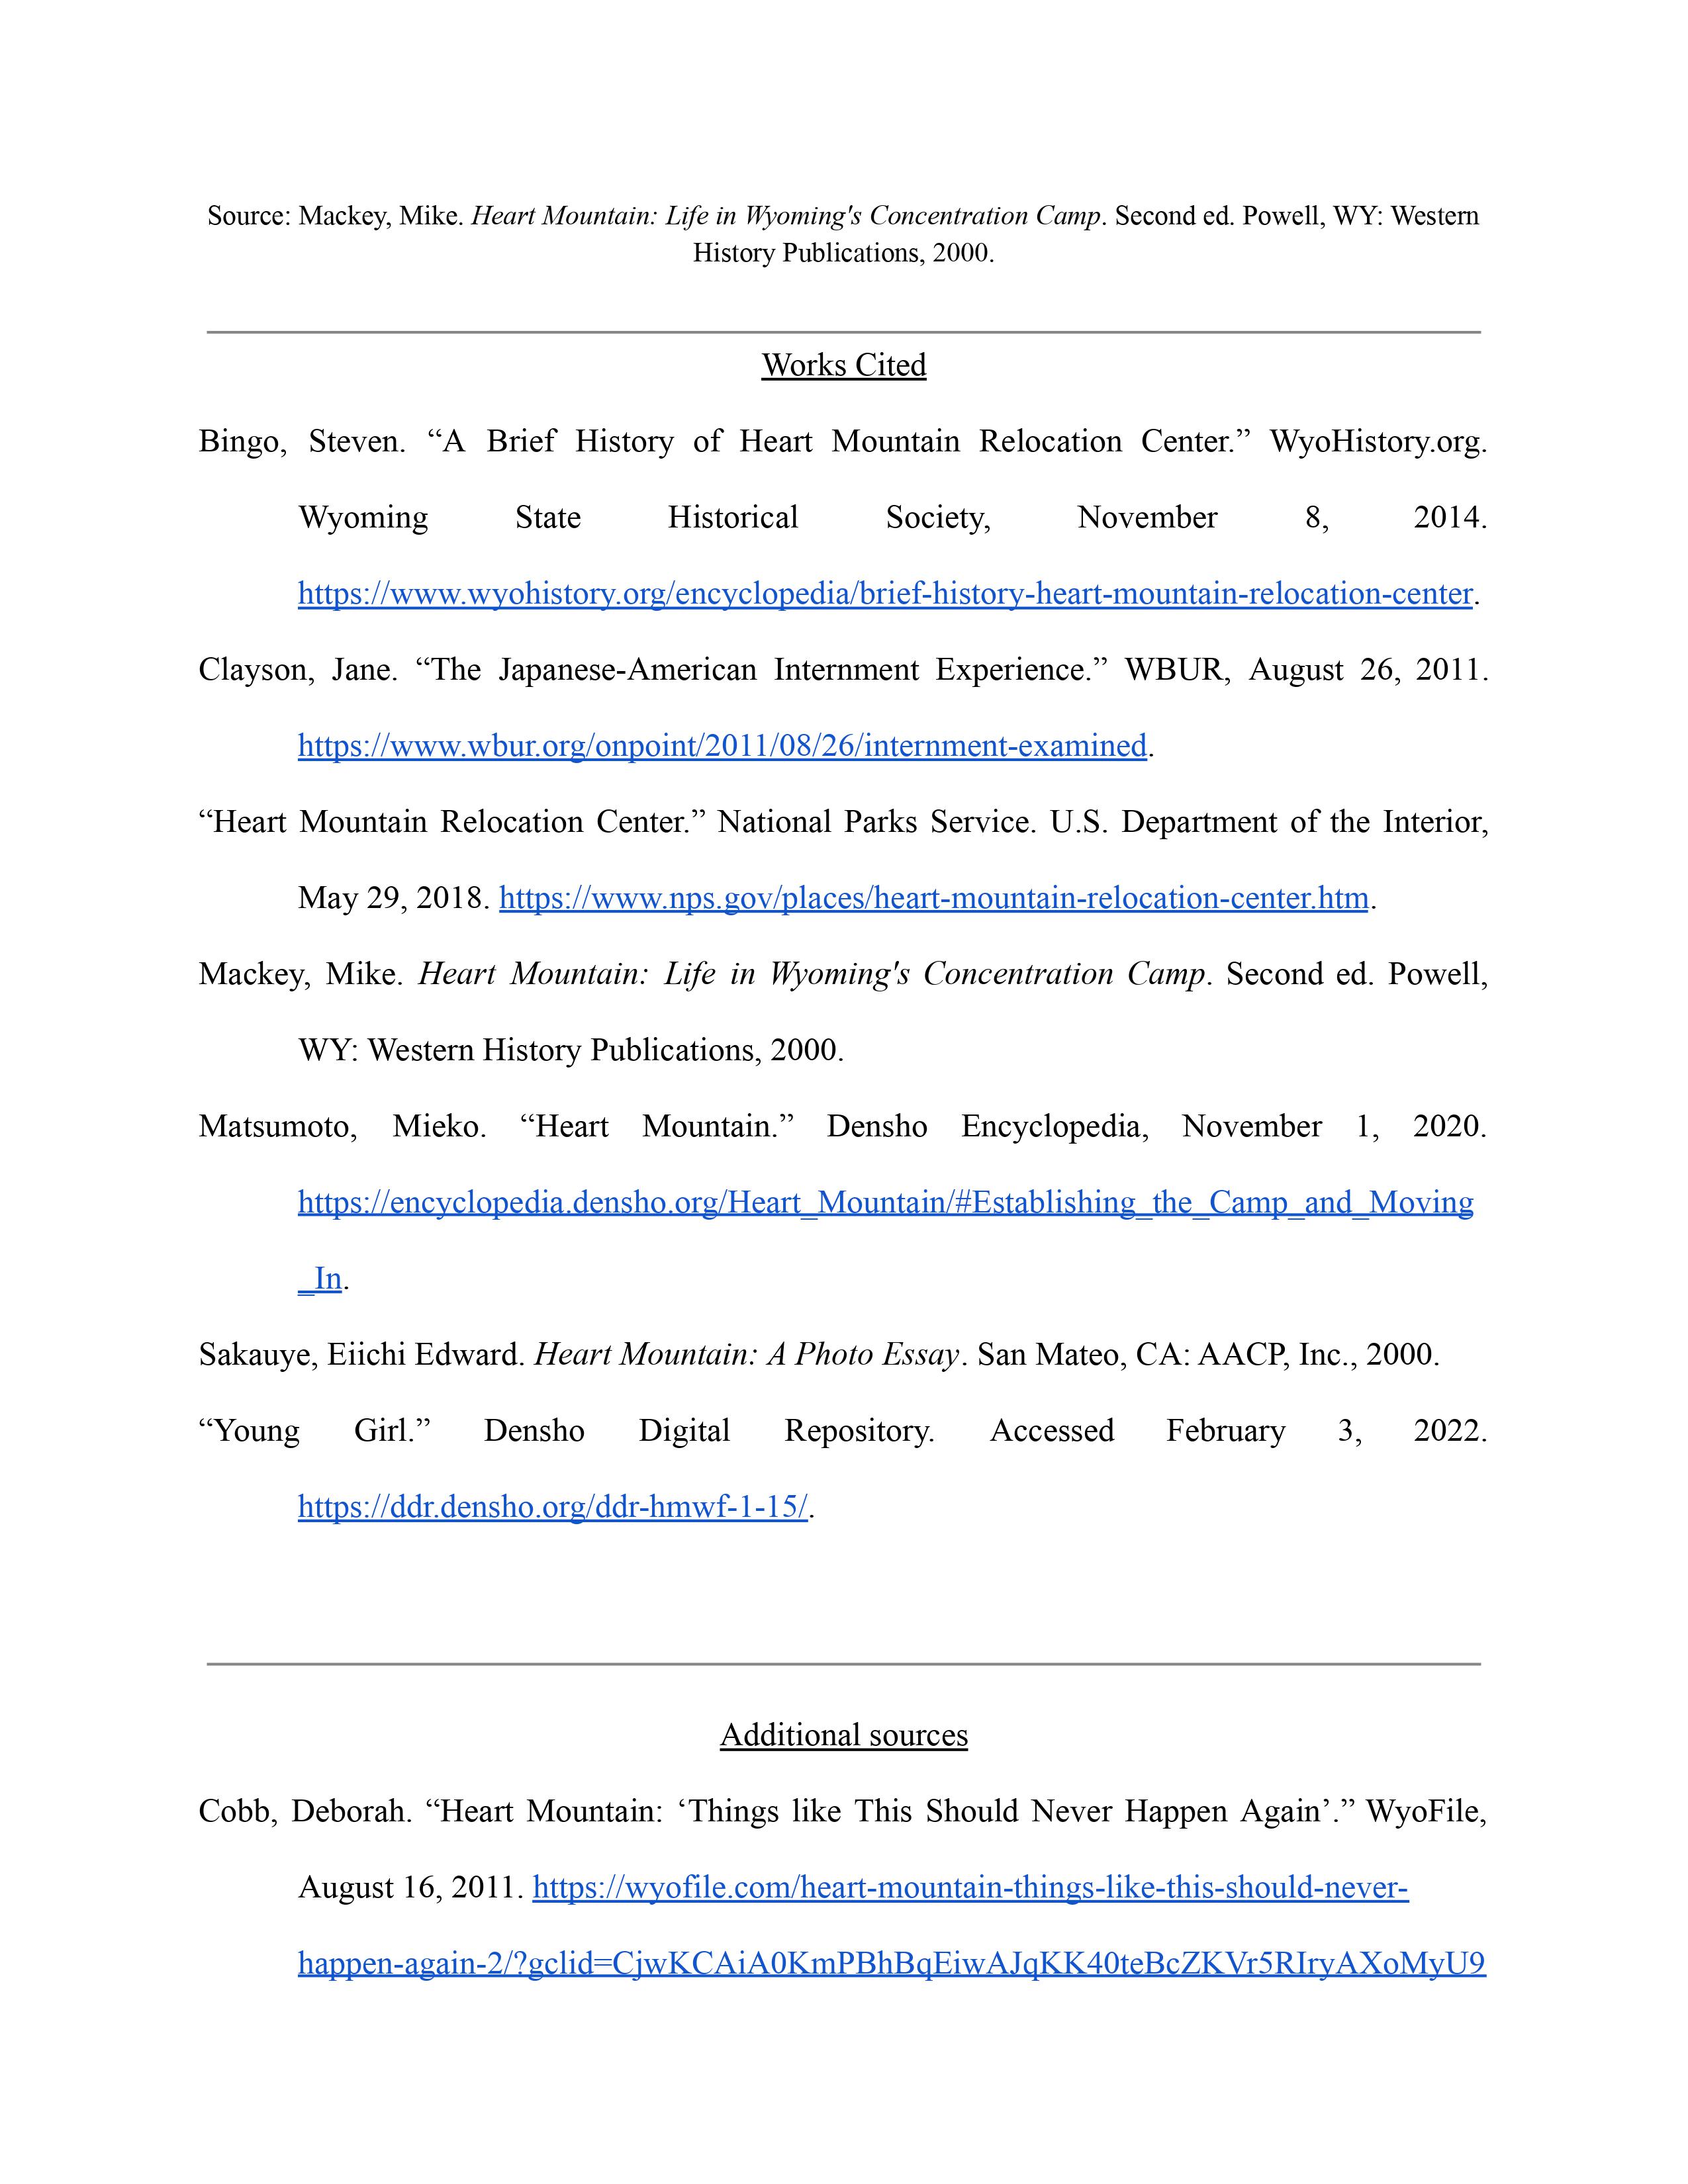 Source: Mackey, Mike. Heart Mountain: Life in Wyoming's Concentration Camp. Second ed. Powell, WY: Western
History Publications, 2000.
Works Cited
Bingo, Steven. “A Brief History of Heart Mountain Relocation Center.” WyoHistory.org.
Wyoming State Historical Society, November 8, 2014.
https://www.wyohistory.org/encyclopedia/brief-history-heart-mountain-relocation-center.
Clayson, Jane. “The Japanese-American Internment Experience.” WBUR, August 26, 2011.
https://www.wbur.org/onpoint/2011/08/26/internment-examined.
“Heart Mountain Relocation Center.” National Parks Service. U.S. Department of the Interior,
May 29, 2018. https://www.nps.gov/places/heart-mountain-relocation-center.htm.
Mackey, Mike. Heart Mountain: Life in Wyoming's Concentration Camp. Second ed. Powell,
WY: Western History Publications, 2000.
Matsumoto, Mieko. “Heart Mountain.” Densho Encyclopedia, November 1, 2020.
https://encyclopedia.densho.org/Heart_Mountain/#Establishing_the_Camp_and_Moving
_In.
Sakauye, Eiichi Edward. Heart Mountain: A Photo Essay. San Mateo, CA: AACP, Inc., 2000.
“Young Girl.” Densho Digital Repository. Accessed February 3, 2022.
https://ddr.densho.org/ddr-hmwf-1-15/.
Additional sources
Cobb, Deborah. “Heart Mountain: ‘Things like This Should Never Happen Again’.” WyoFile,
August 16, 2011. https://wyofile.com/heart-mountain-things-like-this-should-never-
happen-again-2/?gclid=CjwKCAiA0KmPBhBqEiwAJqKK40teBcZKVr5RIryAXoMyU9